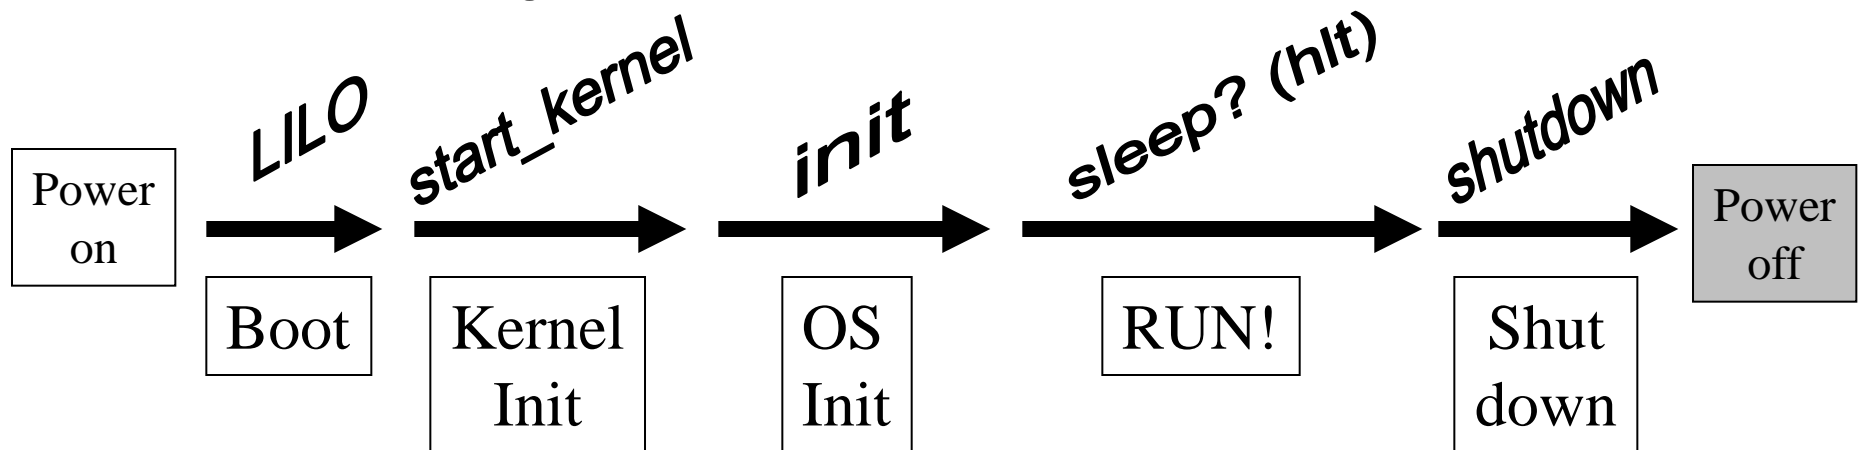 LILO
start_kernel
init
sleep? (hlt)
shutdown
Power
on
Power
off
Boot
Kernel
Init
OS
Init
RUN!
Shut
down